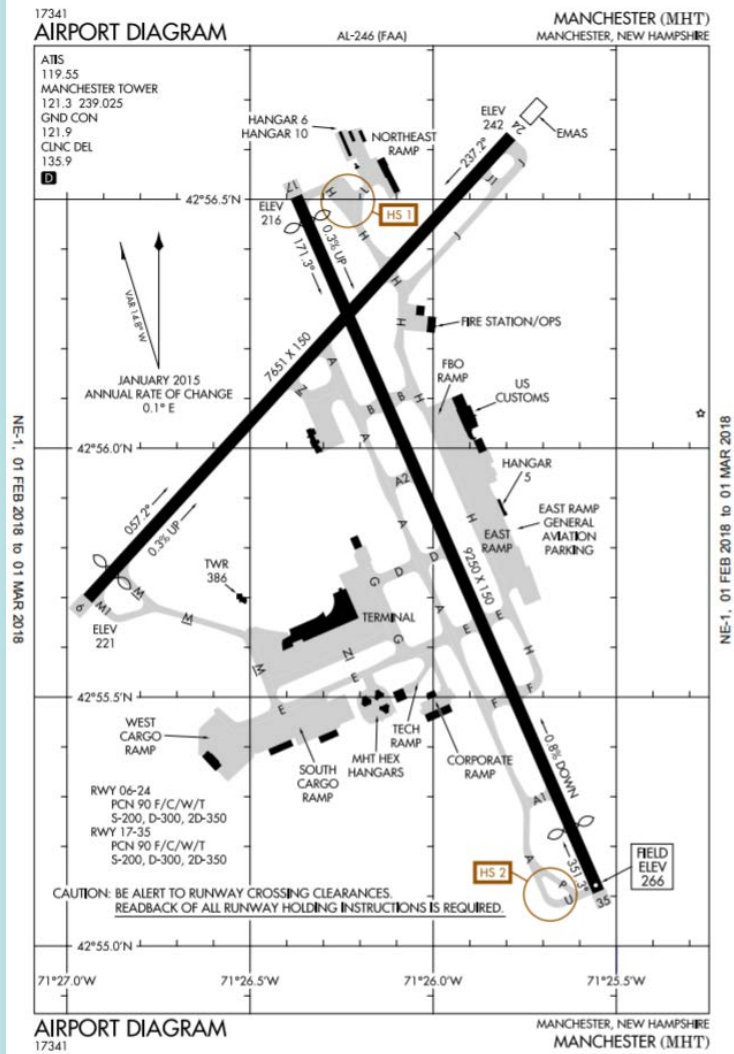 17341
AIRPORT DIAGRAM
AL-246 (FAA)
MANCHESTER (MHT)
MANCHESTER, NEW HAMPSHIRE
ATIS
119.55
MANCHESTER TOWER
121.3 239.025
GND CON
121.9
CLNC DEL
135.9
D
HANGAR 6
HANGAR 10
NORTHEAST
RAMP
ELEV
242
24
EMAS
237.2°
J1
J
J
42°56.5'N
17
H
J
H
H
H
HS 1
ELEV
216
171.3°
0.3% UP
VAR 14.8° W
JANUARY 2015
ANNUAL RATE OF CHANGE
0.1° E
7651 X 150
H
FIRE STATION/OPS
FBO
RAMP
US
CUSTOMS
A
B
B
H
A
42°56.0'N
A2
A
H
HANGAR
5
EAST RAMP
GENERAL
AVIATION
PARKING
EAST
RAMP
057.2°
0.3% UP
9250 X 150
TWR
386
D
D
G
6
M1
M
M
ELEV
221
TERMINAL
G
A
E
E
H
M
E
E
F
F
42°55.5'N
WEST
CARGO
RAMP
SOUTH
CARGO
RAMP
MHT HEX
HANGARS
TECH
RAMP
CORPORATE
RAMP
0.8% DOWN
RWY 06-24
PCN 90 F/C/W/T
S-200, D-300, 2D-350
RWY 17-35
PCN 90 F/C/W/T
S-200, D-300, 2D-350
A1
A
351.3°
FIELD
ELEV
266
HS 2
U
35
CAUTION: BE ALERT TO RUNWAY CROSSING CLEARANCES.
READBACK OF ALL RUNWAY HOLDING INSTRUCTIONS IS REQUIRED.
42°55.0'N
71°27.0'W
71°26.5'W
71°26.0'W
71°25.5'W
NE-1, 01 FEB 2018 to 01 MAR 2018
NE-1, 01 FEB 2018 to 01 MAR 2018
AIRPORT DIAGRAM
17341
MANCHESTER, NEW HAMPSHIRE
MANCHESTER (MHT)